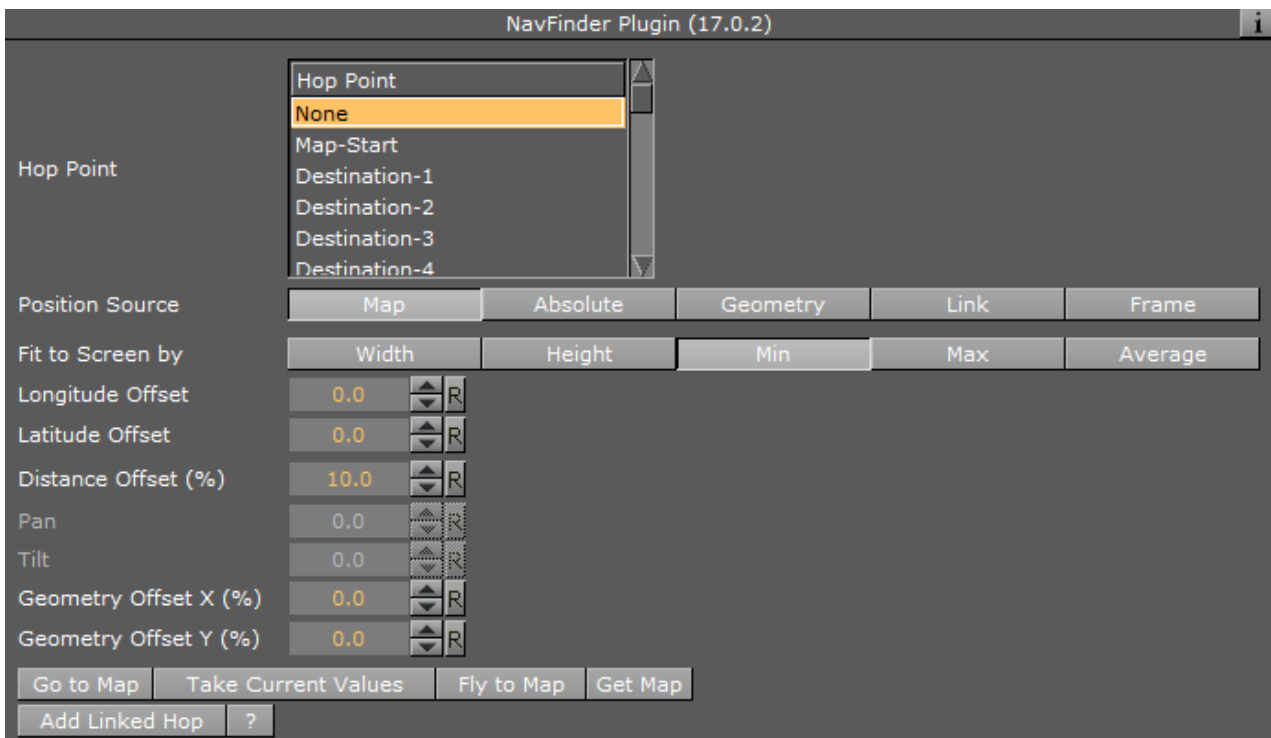 NavFinder Plugin (17.0.2) i
Hop Point
Hop Point
None
Map-Start
Destination-1
Destination-2
Destination-3
Destination-4
Position Source Map Absolute Geometry Link Frame
Fit to Screen by Width Height Min Max Average
Longitude Offset 0.0 R
Latitude Offset 0.0 R
Distance Offset (%) 10.0 R
Pan 0.0 R
Tilt 0.0 R
Geometry Offset X (%) 0.0 R
Geometry Offset Y (%) 0.0 R
Go to Map Take Current Values Fly to Map Get Map
Add Linked Hop ?